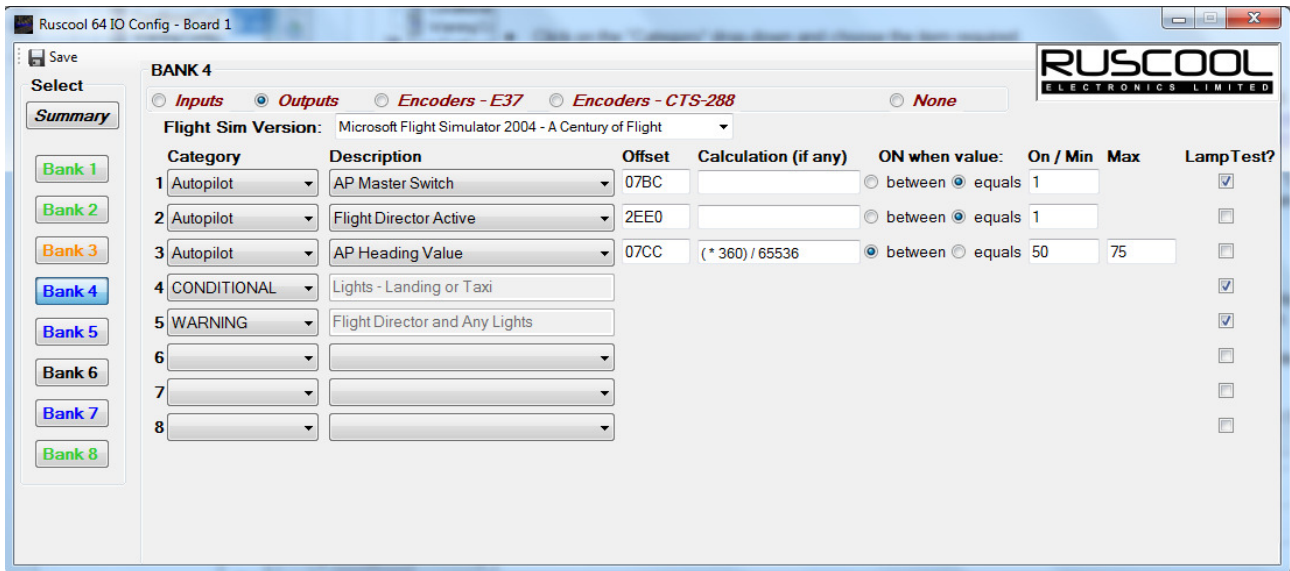 Ruscool 64 IO Config - Board 1
Save
RUSCOOL
ELECTRONICS LIMITED
Select
Summary
Bank 1
Bank 2
Bank 3
Bank 4
Bank 5
Bank 6
Bank 7
Bank 8
BANK 4
Inputs Outputs Encoders - E37 Encoders - CTS-288 None
Flight Sim Version: Microsoft Flight Simulator 2004 - A Century of Flight
Category Description Offset Calculation (if any) ON when value: On / Min Max Lamp Test?
1 Autopilot AP Master Switch 07BC between equals 1
2 Autopilot Flight Director Active 2EE0 between equals 1
3 Autopilot AP Heading Value 07CC ( * 360) / 65536 between equals 50 75
4 CONDITIONAL Lights - Landing or Taxi
5 WARNING Flight Director and Any Lights
6
7
8